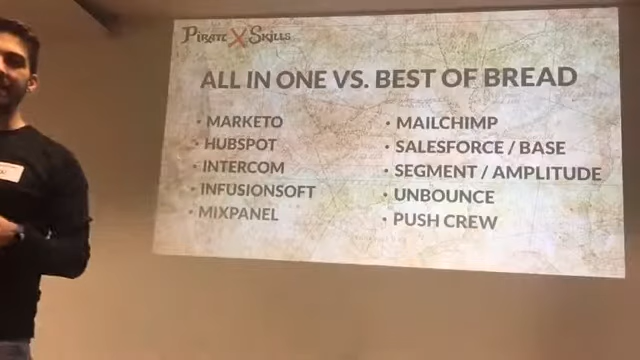 PIRATE X SKILLS
ALL IN ONE VS. BEST OF BREAD
• MARKETO
• HUBSPOT
• INTERCOM
• INFUSIONSOFT
• MIXPANEL
• MAILCHIMP
• SALESFORCE / BASE
• SEGMENT / AMPLITUDE
• UNBOUNCE
• PUSH CREW